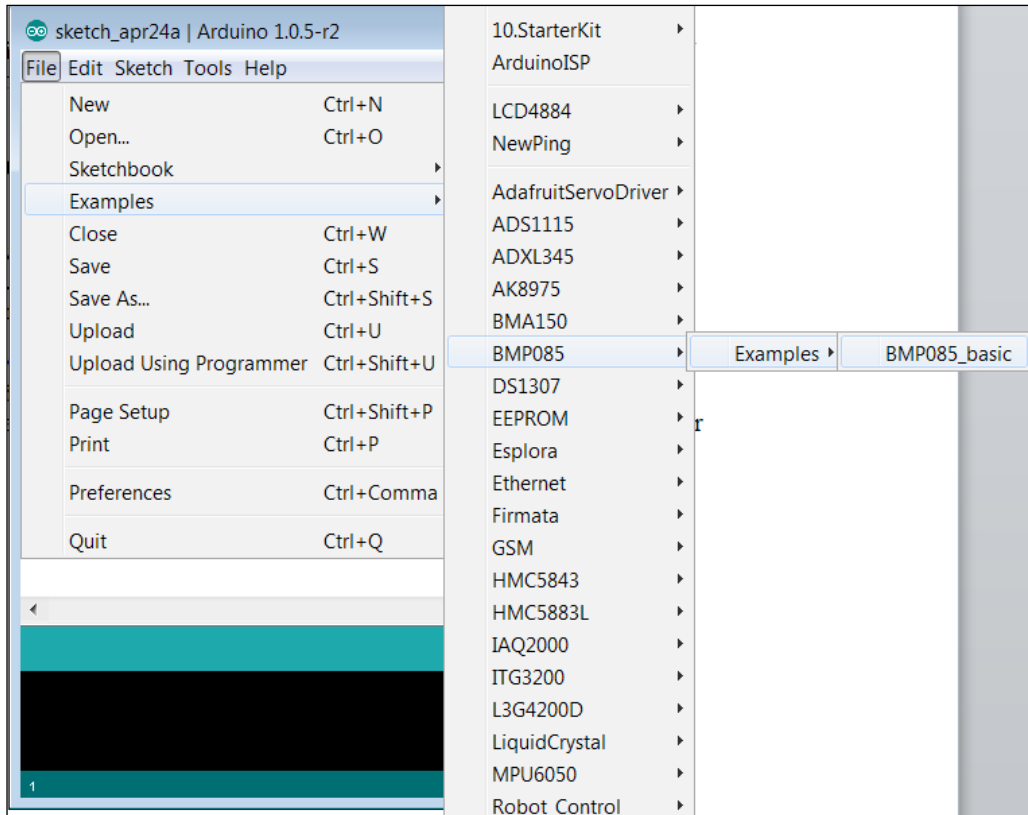 sketch_apr24a | Arduino 1.0.5-r2
File Edit Sketch Tools Help
New Ctrl+N
Open... Ctrl+O
Sketchbook
Examples
Close Ctrl+W
Save Ctrl+S
Save As... Ctrl+Shift+S
Upload Ctrl+U
Upload Using Programmer Ctrl+Shift+U
Page Setup Ctrl+Shift+P
Print Ctrl+P
Preferences Ctrl+Comma
Quit Ctrl+Q
1
10.StarterKit
ArduinoISP
LCD4884
NewPing
AdafruitServoDriver
ADS1115
ADXL345
AK8975
BMA150
BMP085
DS1307
EEPROM
Esplora
Ethernet
Firmata
GSM
HMC5843
HMC5883L
IAQ2000
ITG3200
L3G4200D
LiquidCrystal
MPU6050
Robot Control
Examples
BMP085_basic
r